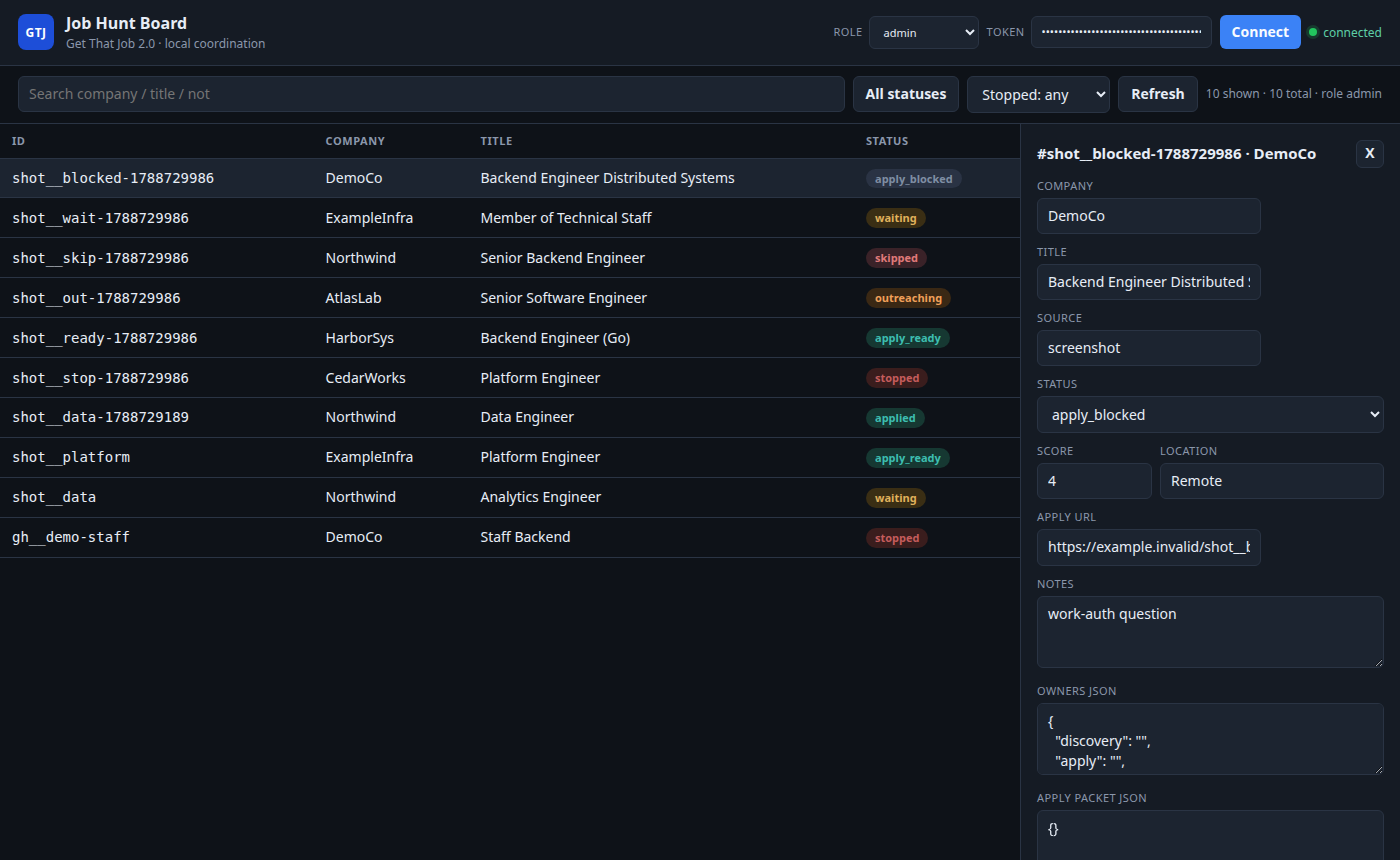 GTJ
Job Hunt Board
Get That Job 2.0 · local coordination
ROLE admin TOKEN Connect connected
Search company / title / not
All statuses Stopped: any Refresh 10 shown · 10 total · role admin
ID COMPANY TITLE STATUS
shot__blocked-1788729986 DemoCo Backend Engineer Distributed Systems apply_blocked
shot__wait-1788729986 ExampleInfra Member of Technical Staff waiting
shot__skip-1788729986 Northwind Senior Backend Engineer skipped
shot__out-1788729986 AtlasLab Senior Software Engineer outreaching
shot__ready-1788729986 HarborSys Backend Engineer (Go) apply_ready
shot__stop-1788729986 CedarWorks Platform Engineer stopped
shot__data-1788729189 Northwind Data Engineer applied
shot__platform ExampleInfra Platform Engineer apply_ready
shot__data Northwind Analytics Engineer waiting
gh__demo-staff DemoCo Staff Backend stopped
#shot__blocked-1788729986 · DemoCo X
COMPANY
DemoCo
TITLE
Backend Engineer Distributed
SOURCE
screenshot
STATUS
apply_blocked
SCORE LOCATION
4 Remote
APPLY URL
https://example.invalid/shot__b
NOTES
work-auth question
OWNERS JSON
{
"discovery": "",
"apply": "",
APPLY PACKET JSON
{}